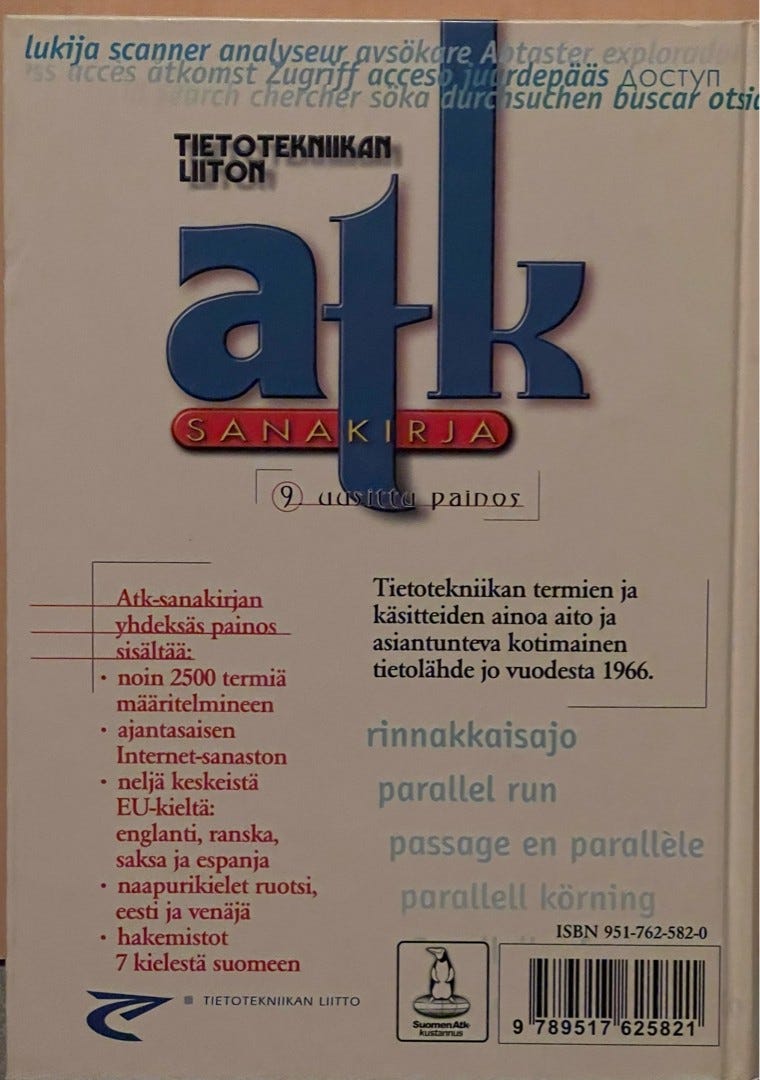 lukija scanner analyseur avsökare Abtaster explorador
accès åtkomst Zugriff acceso juurdepääs доступ
search chercher söka durchsuchen buscar otsi
TIETOTEKNIIKAN
LIITON
atk
SANAKIRJA
9. uusittu painos
Atk-sanakirjan
yhdeksäs painos
sisältää:
• noin 2500 termiä
määritelmineen
• ajantasaisen
Internet-sanaston
• neljä keskeistä
EU-kieltä:
englanti, ranska,
saksa ja espanja
• naapurikielet ruotsi,
eesti ja venäjä
• hakemistot
7 kielestä suomeen
TIETOTEKNIIKAN LIITTO
Tietotekniikan termien ja
käsitteiden ainoa aito ja
asiantunteva kotimainen
tietolähde jo vuodesta 1966.
rinnakkaisajo
parallel run
passage en parallèle
parallell körning
ISBN 951-762-582-0
SuomenAtk-
kustannus
9 789517 625821